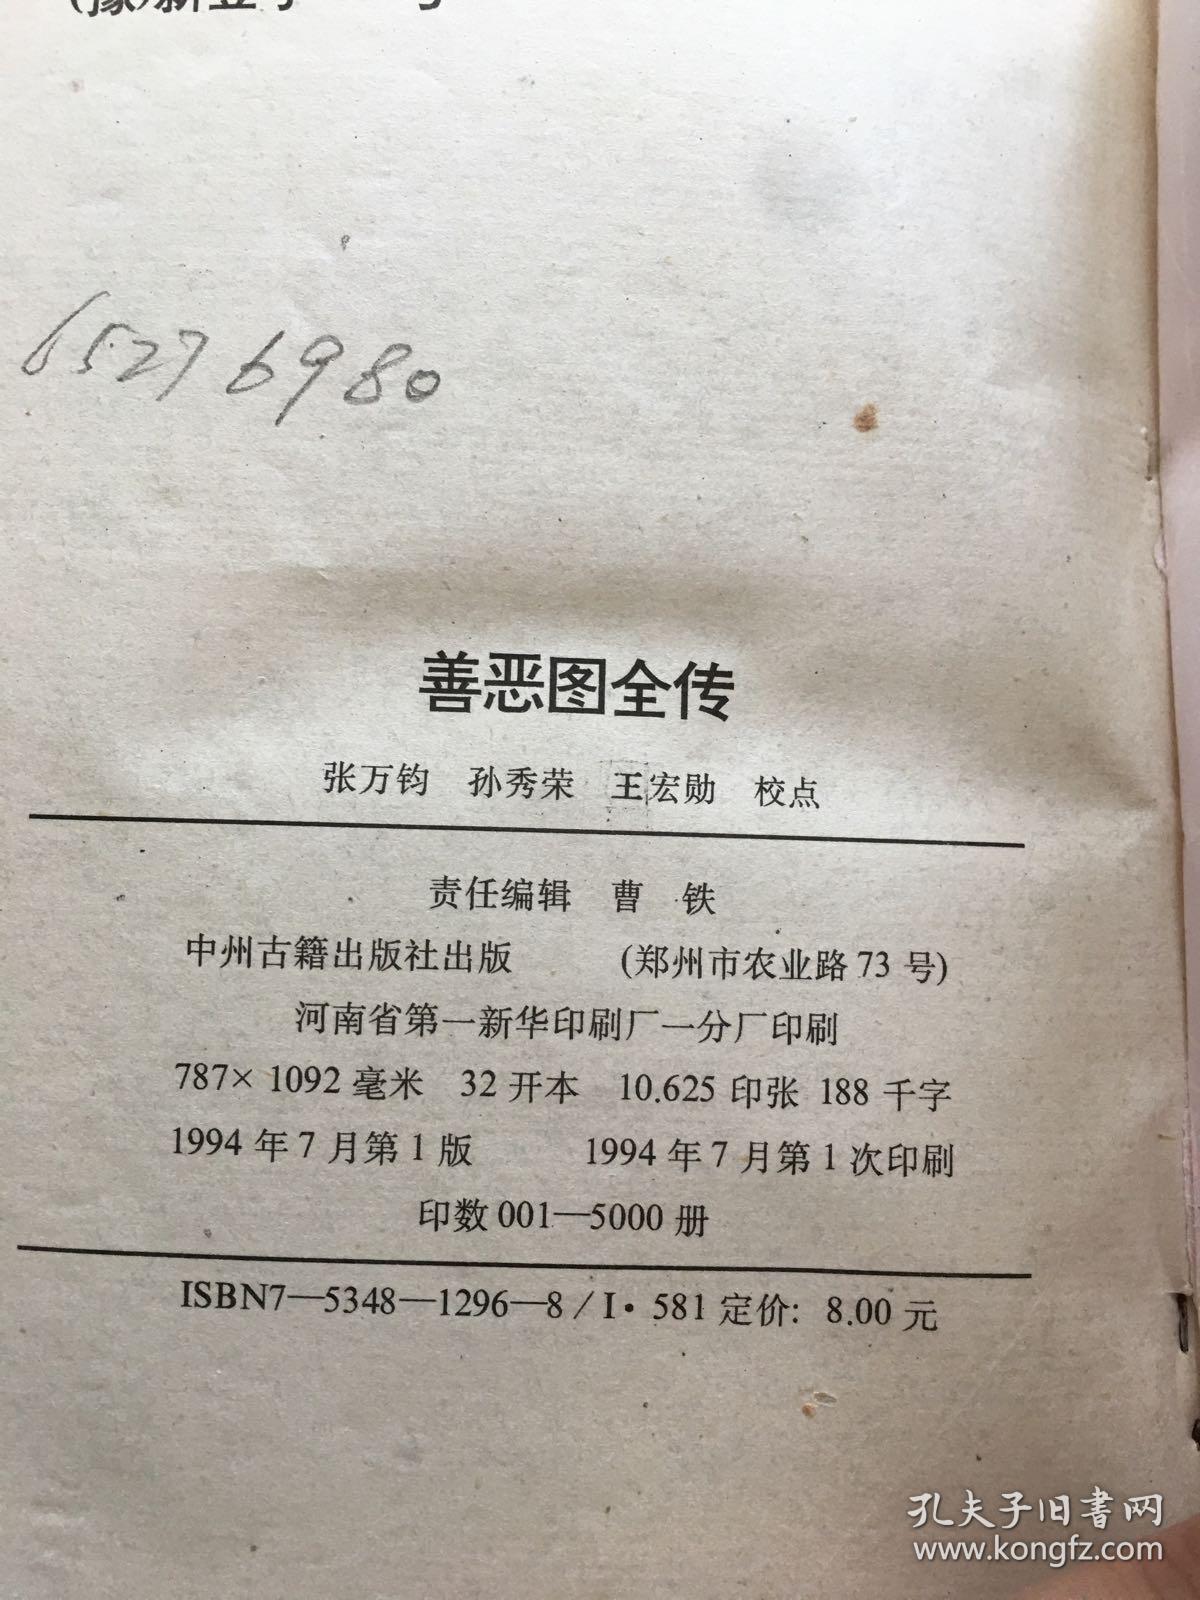 (豫)新登字
65276980
善恶图全传
张万钧 孙秀荣 王宏勋 校点
责任编辑 曹 铁
中州古籍出版社出版 (郑州市农业路73号)
河南省第一新华印刷厂一分厂印刷
787×1092毫米 32开本 10.625印张 188千字
1994年7月第1版 1994年7月第1次印刷
印数001—5000册
ISBN7—5348—1296—8/I·581定价: 8.00元
孔夫子旧书网
www.kongfz.com